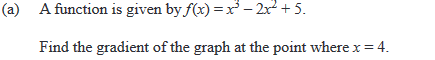 (a) A function is given by f(x) = x³ – 2x² + 5.
Find the gradient of the graph at the point where x = 4.